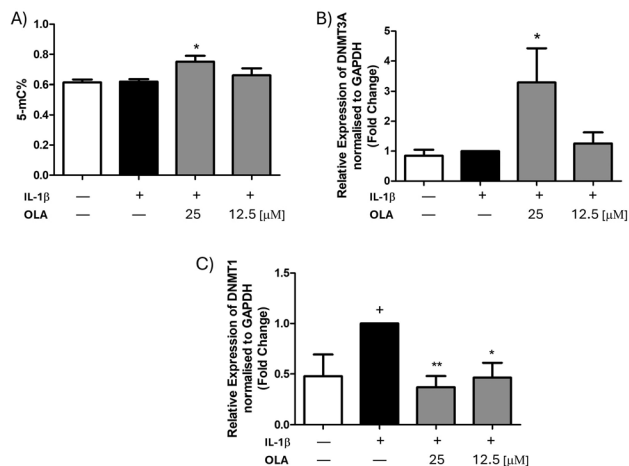 A)
5-mC%
1.0
0.8
0.6
0.4
0.2
0.0
*
IL-1β — + + +
OLA — — 25 12.5 [μM]
B)
Relative Expression of DNMT3A
normalised to GAPDH
(Fold Change)
5
4
3
2
1
0
*
IL-1β — + + +
OLA — — 25 12.5 [μM]
C)
Relative Expression of DNMT1
normalised to GAPDH
(Fold Change)
1.5
1.0
0.5
0.0
+
**
*
IL-1β — + + +
OLA — — 25 12.5 [μM]